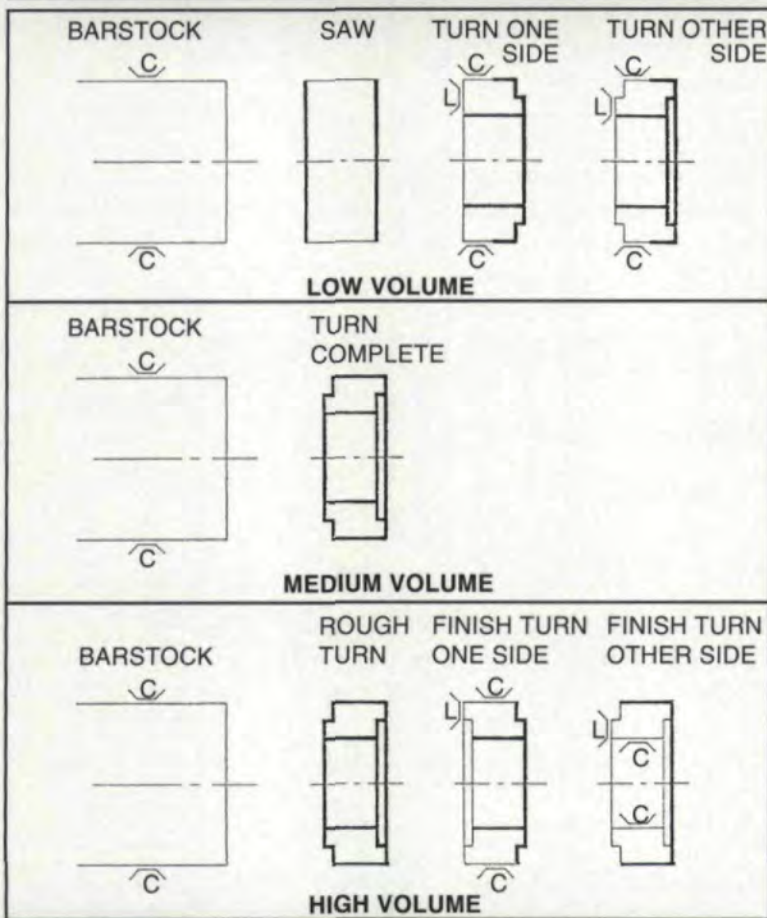 BARSTOCK
SAW
TURN ONE
SIDE
TURN OTHER
SIDE
C
C
C
L
L
C
C
C
LOW VOLUME
BARSTOCK
TURN
COMPLETE
C
C
MEDIUM VOLUME
BARSTOCK
ROUGH
TURN
FINISH TURN
ONE SIDE
FINISH TURN
OTHER SIDE
C
C
L
L
C
C
C
C
HIGH VOLUME